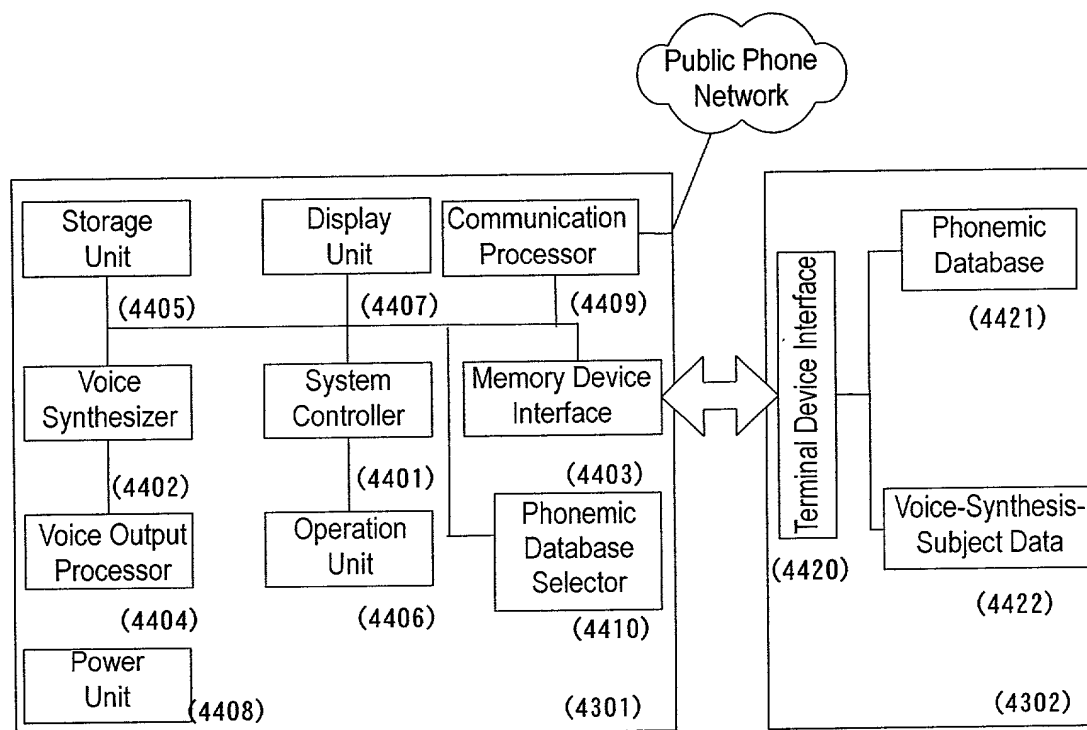 Public Phone
Network
Storage
Unit
(4405)
Display
Unit
(4407)
Communication
Processor
(4409)
Voice
Synthesizer
(4402)
System
Controller
(4401)
Memory Device
Interface
(4403)
Voice Output
Processor
(4404)
Operation
Unit
(4406)
Phonemic
Database
Selector
(4410)
Power
Unit
(4408)
(4301)
Terminal Device Interface
(4420)
Phonemic
Database
(4421)
Voice-Synthesis-
Subject Data
(4422)
(4302)